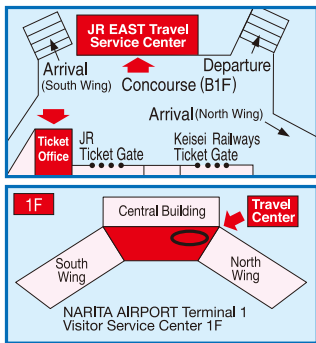 JR EAST Travel
Service Center
Arrival
(South Wing)
Departure
Concourse (B1F)
Arrival(North Wing)
Ticket
Office
JR
Ticket Gate
Keisei Railways
Ticket Gate
1F
Central Building
Travel
Center
South
Wing
North
Wing
NARITA AIRPORT Terminal 1
Visitor Service Center 1F